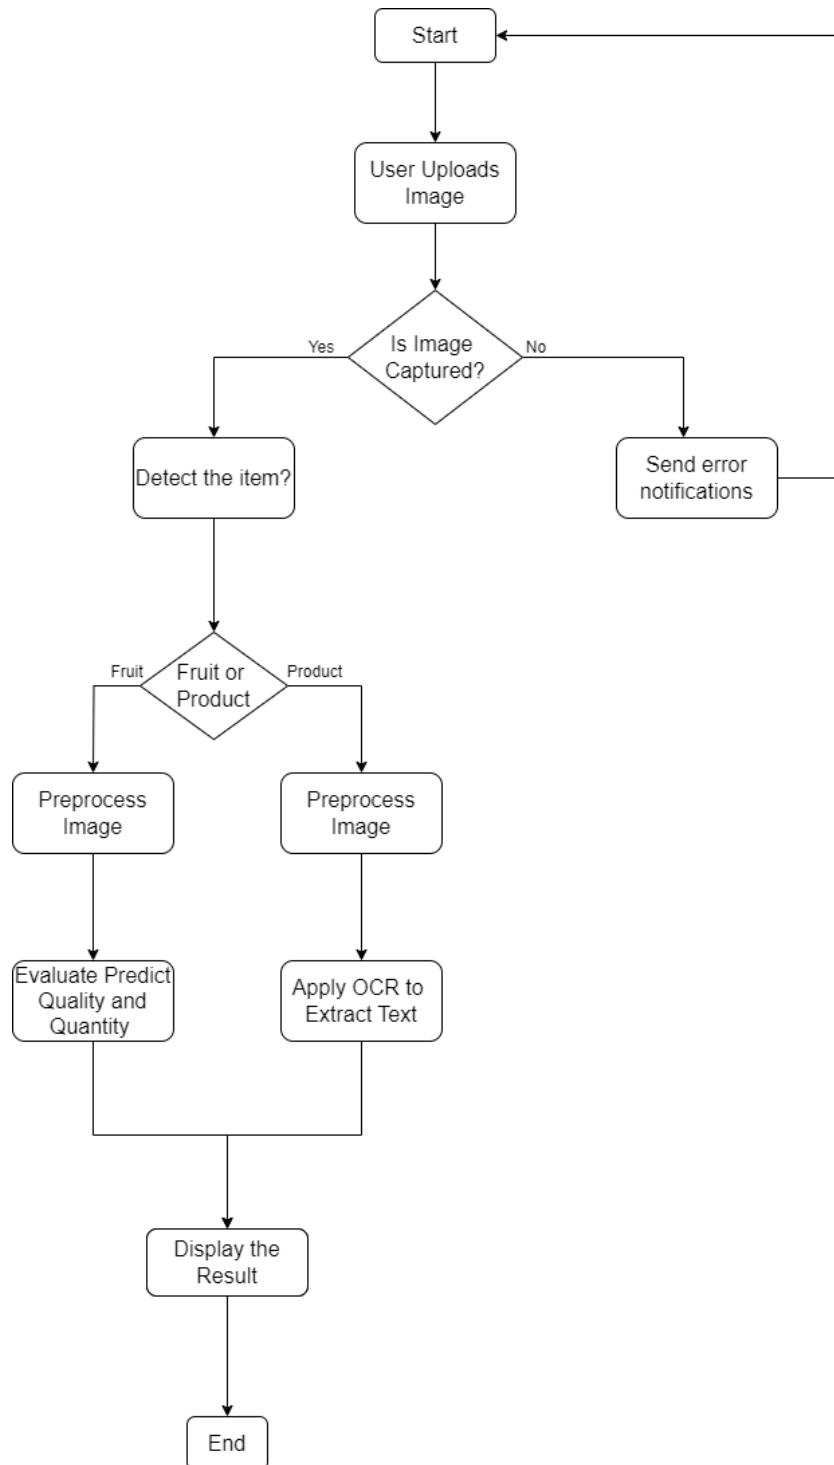 Start
User Uploads
Image
Is Image
Captured?
Yes
No
Detect the item?
Send error
notifications
Fruit or
Product
Fruit
Product
Preprocess
Image
Preprocess
Image
Evaluate Predict
Quality and
Quantity
Apply OCR to
Extract Text
Display the
Result
End